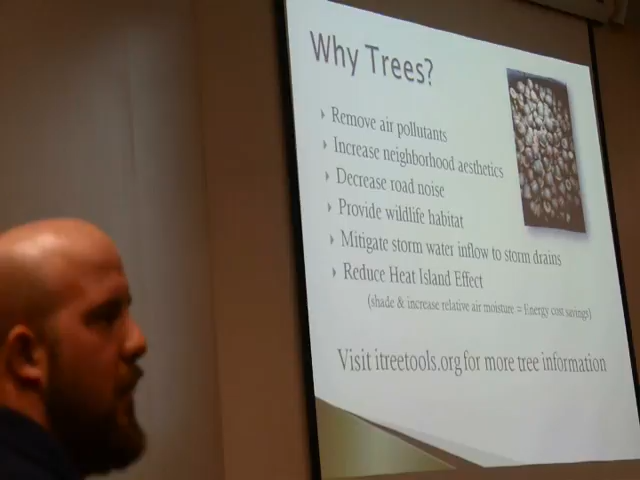 Why Trees?
Remove air pollutants
Increase neighborhood aesthetics
Decrease road noise
Provide wildlife habitat
Mitigate storm water inflow to storm drains
Reduce Heat Island Effect
(shade & increase relative air moisture = Energy cost savings)
Visit itreetools.org for more tree information